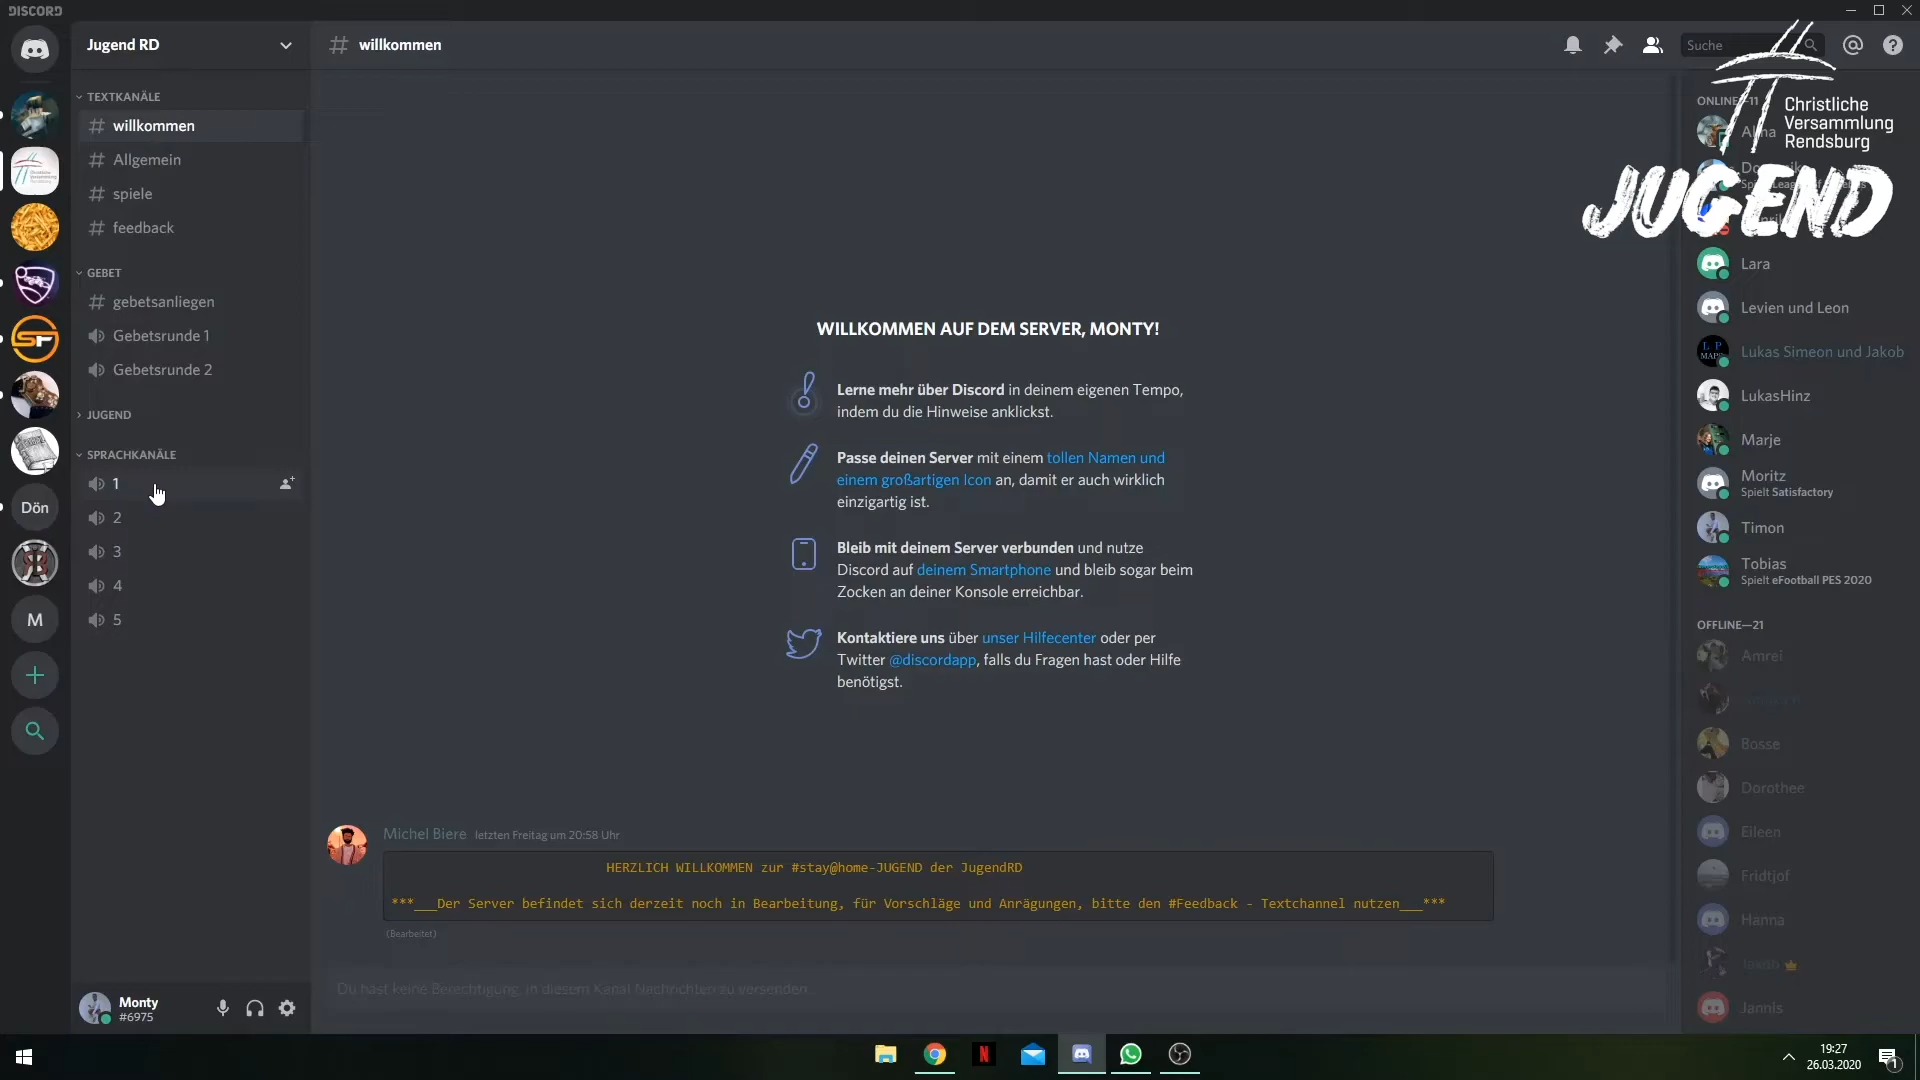 DISCORD
Jugend RD
willkommen
Suche
TEXTKANÄLE
willkommen
Allgemein
spiele
feedback
GEBET
gebetsanliegen
Gebetsrunde 1
Gebetsrunde 2
JUGEND
SPRACHKANÄLE
1
2
3
4
5
Dön
M
Monty
#6975
WILLKOMMEN AUF DEM SERVER, MONTY!
Lerne mehr über Discord in deinem eigenen Tempo,
indem du die Hinweise anklickst.
Passe deinen Server mit einem tollen Namen und
einem großartigen Icon an, damit er auch wirklich
einzigartig ist.
Bleib mit deinem Server verbunden und nutze
Discord auf deinem Smartphone und bleib sogar beim
Zocken an deiner Konsole erreichbar.
Kontaktiere uns über unser Hilfecenter oder per
Twitter @discordapp, falls du Fragen hast oder Hilfe
benötigst.
Michel Biere letzten Freitag um 20:58 Uhr
HERZLICH WILLKOMMEN zur #stay@home-JUGEND der JugendRD
***___Der Server befindet sich derzeit noch in Bearbeitung, für Vorschläge und Anrägungen, bitte den #Feedback - Textchannel nutzen___***
(Bearbeitet)
Du hast keine Berechtigung, in diesem Kanal Nachrichten zu versenden.
Christliche
Versammlung
Rendsburg
JUGEND
ONLINE—11
Lara
Levien und Leon
Lukas Simeon und Jakob
LukasHinz
Marje
Moritz
Spielt Satisfactory
Timon
Tobias
Spielt eFootball PES 2020
OFFLINE—21
Amrei
Bosse
Dorothee
Eileen
Fridtjof
Hanna
Jakob
Jannis
19:27
26.03.2020
1